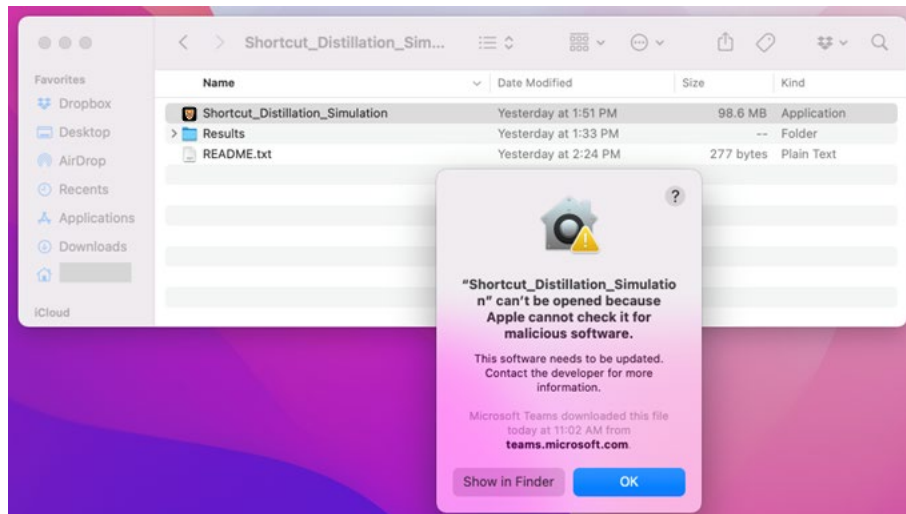 Shortcut_Distillation_Sim...
Favorites
Dropbox
Desktop
AirDrop
Recents
Applications
Downloads
iCloud
Name Date Modified Size Kind
Shortcut_Distillation_Simulation Yesterday at 1:51 PM 98.6 MB Application
Results Yesterday at 1:33 PM -- Folder
README.txt Yesterday at 2:24 PM 277 bytes Plain Text
?
“Shortcut_Distillation_Simulatio
n” can’t be opened because
Apple cannot check it for
malicious software.
This software needs to be updated.
Contact the developer for more
information.
Microsoft Teams downloaded this file
today at 11:02 AM from
teams.microsoft.com.
Show in Finder OK